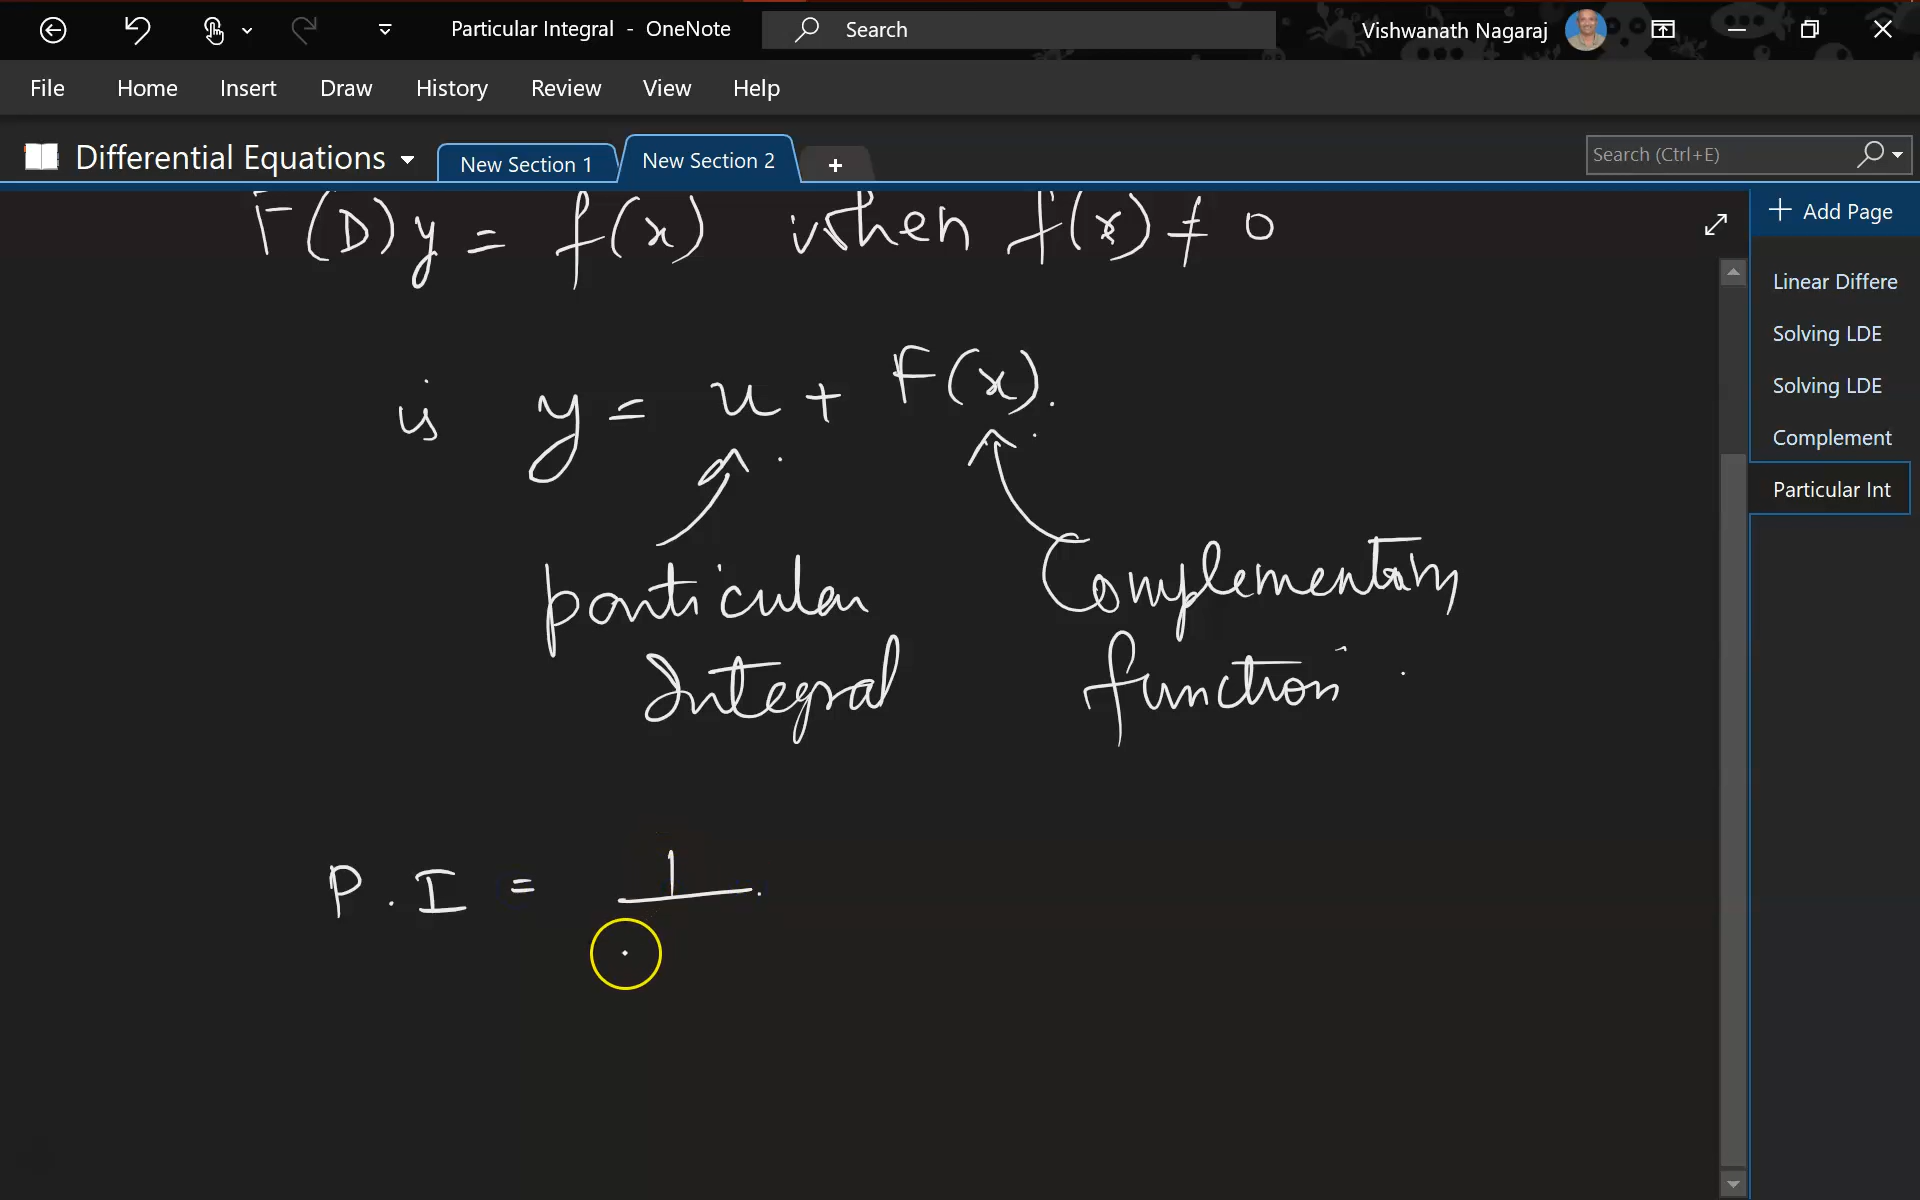 Particular Integral - OneNote
Search
Vishwanath Nagaraj
File Home Insert Draw History Review View Help
Differential Equations
New Section 1
New Section 2
+
Search (Ctrl+E)
Add Page
Linear Differe
Solving LDE
Solving LDE
Complement
Particular Int
F(D)y = f(x) when f(x) ≠ 0
is y = u + F(x).
particular Complementary
Integral function
P.I = 1